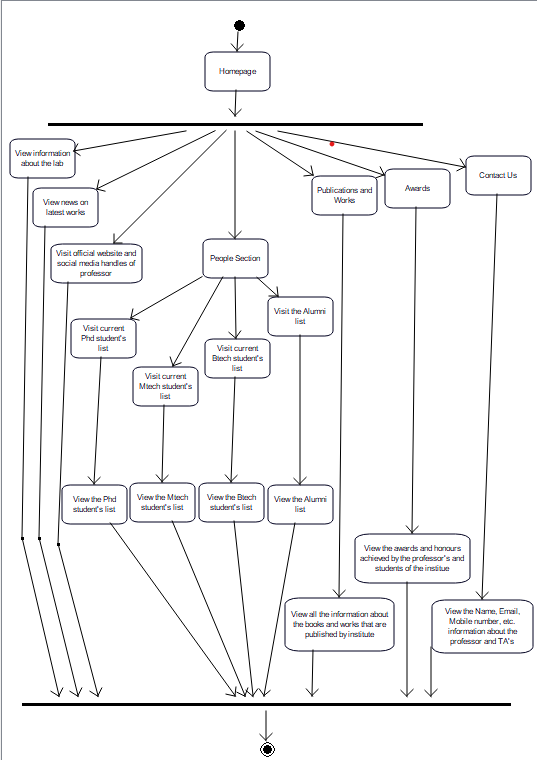 Homepage
View information
about the lab
View news on
latest works
Visit official website and
social media handles of
professor
People Section
Publications and
Works
Awards
Contact Us
Visit current
Phd student's
list
Visit current
Mtech student's
list
Visit current
Btech student's
list
Visit the Alumni
list
View the Phd
student's list
View the Mtech
student's list
View the Btech
student's list
View the Alumni
list
View the awards and honours
achieved by the professor's and
students of the institue
View all the information about
the books and works that are
published by institute
View the Name, Email,
Mobile number, etc.
information about the
professor and TA's